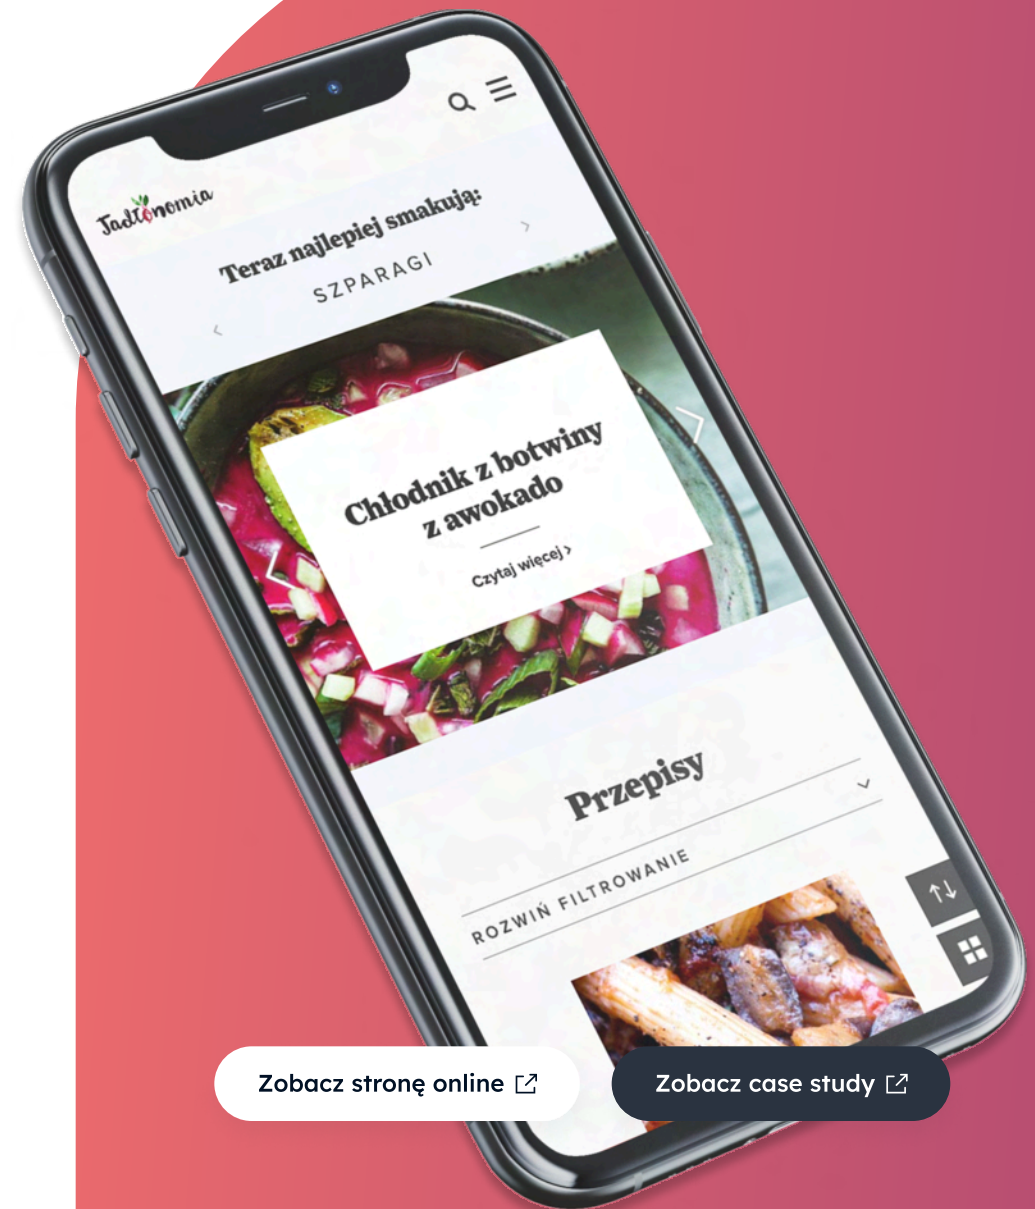 Jadłonomia
Teraz najlepiej smakują:
SZPARAGI
Chłodnik z botwiny
z awokado
Czytaj więcej
Przepisy
ROZWIŃ FILTROWANIE
Zobacz stronę online
Zobacz case study